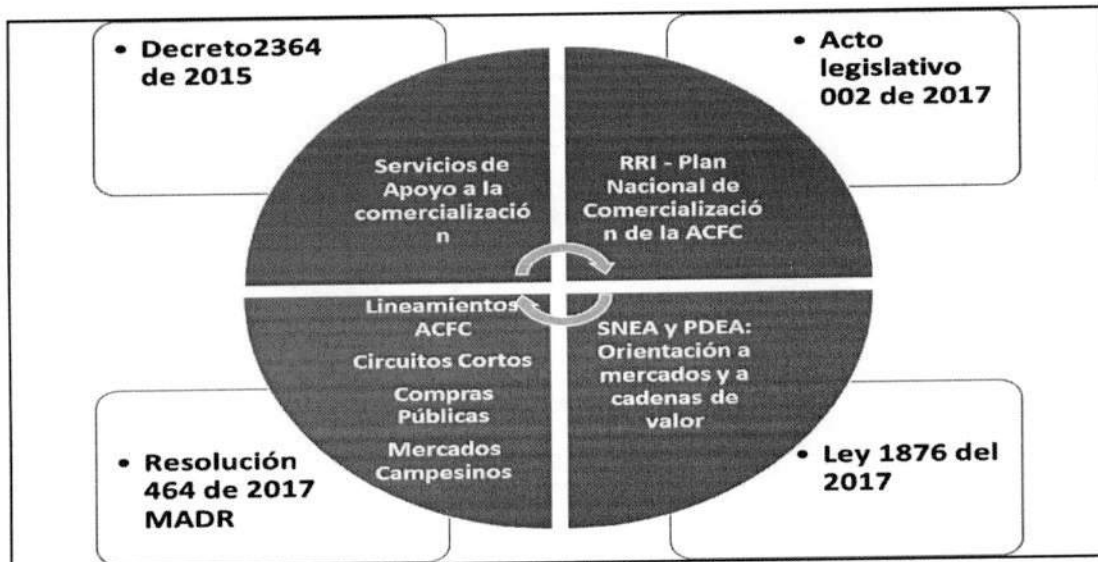 • Decreto2364
de 2015
• Acto
legislativo
002 de 2017
Servicios de
Apoyo a la
comercializació
n
RRI - Plan
Nacional de
Comercializació
n de la ACFC
Lineamientos
ACFC
Circuitos Cortos
Compras
Públicas
Mercados
Campesinos
SNEA y PDEA:
Orientación a
mercados y a
cadenas de
valor
• Resolución
464 de 2017
MADR
• Ley 1876 del
2017